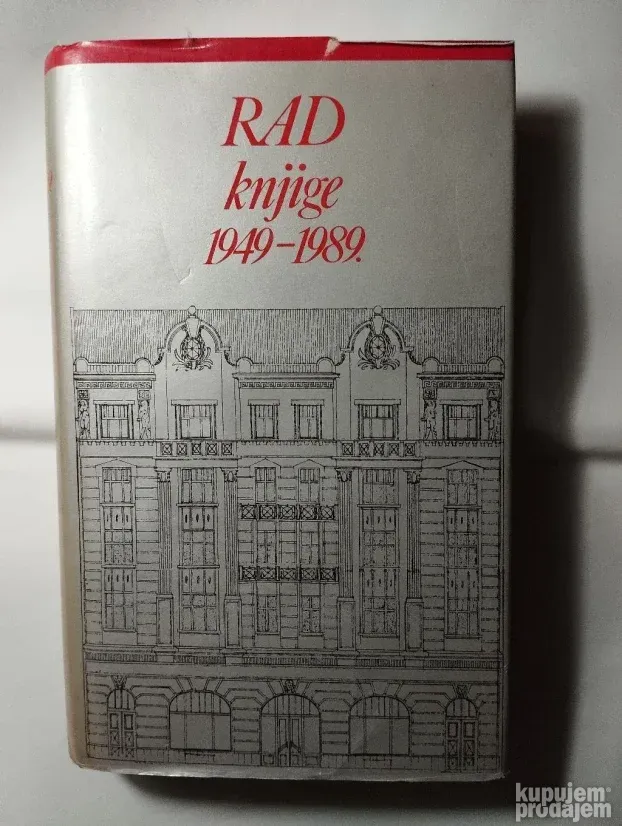 RAD
knjige
1949–1989.
kupujem
prodajem